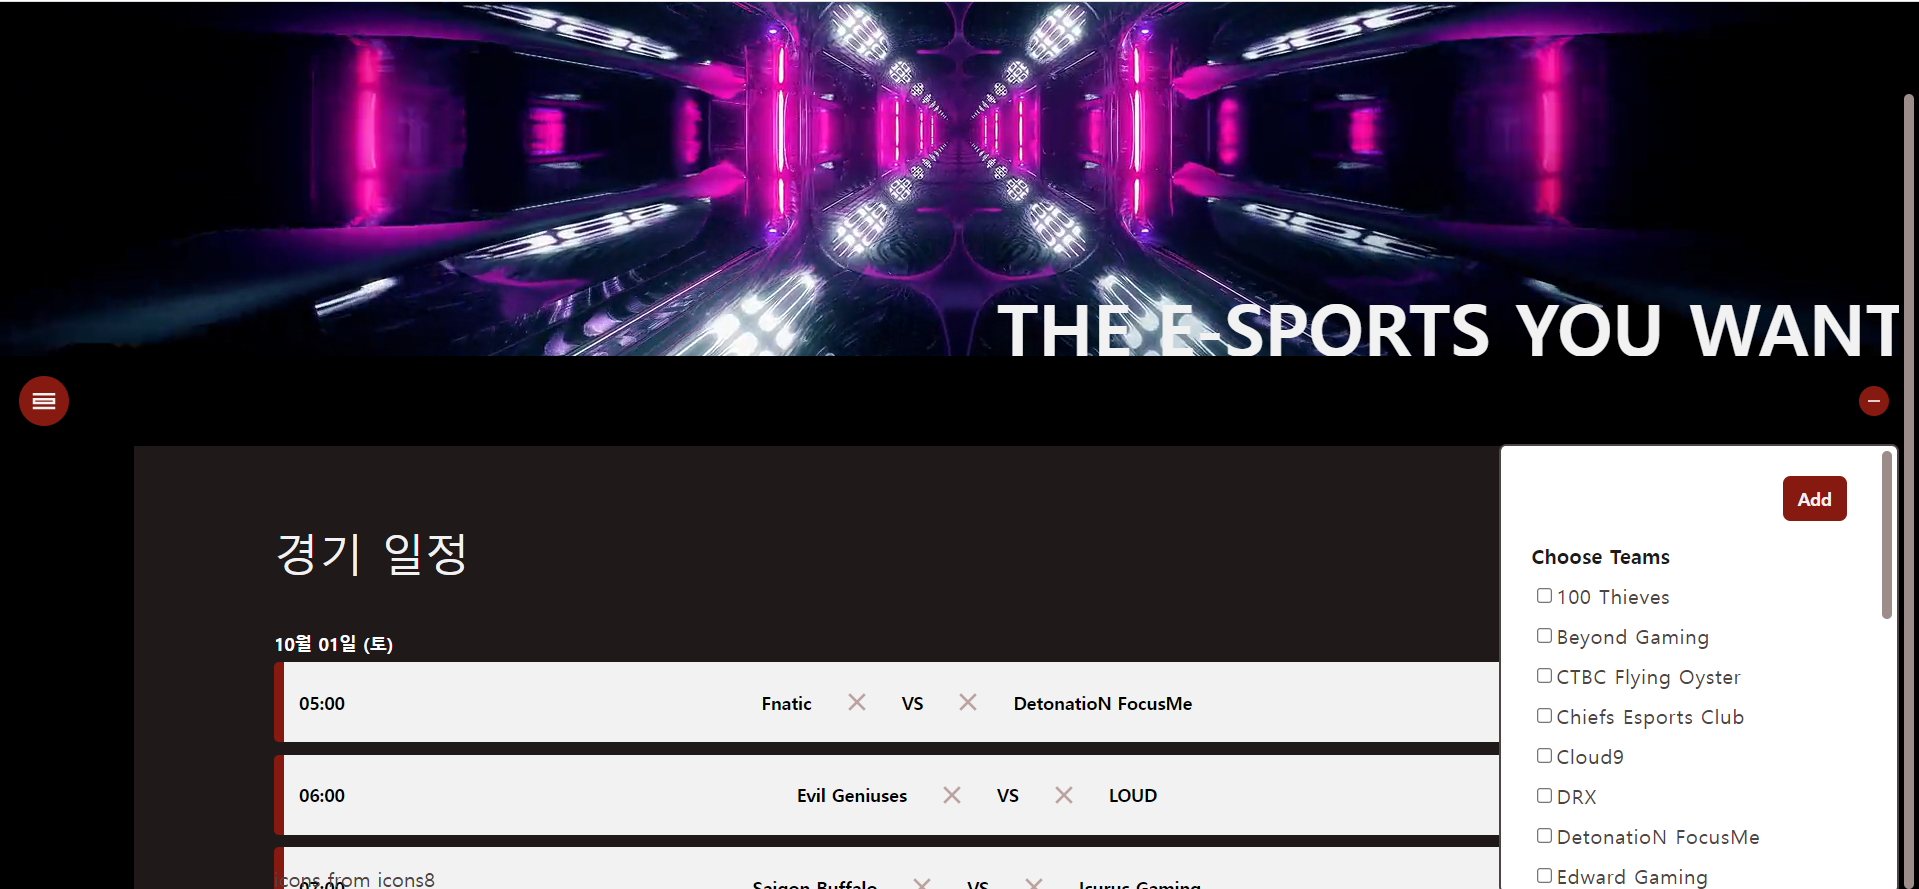 THE E-SPORTS YOU WANT
경기 일정
10월 01일 (토)
05:00 Fnatic VS DetonatioN FocusMe
06:00 Evil Geniuses VS LOUD
07:00 Saigon Buffalo VS Icurus Gaming
icons from icons8
Add
Choose Teams
100 Thieves
Beyond Gaming
CTBC Flying Oyster
Chiefs Esports Club
Cloud9
DRX
DetonatioN FocusMe
Edward Gaming